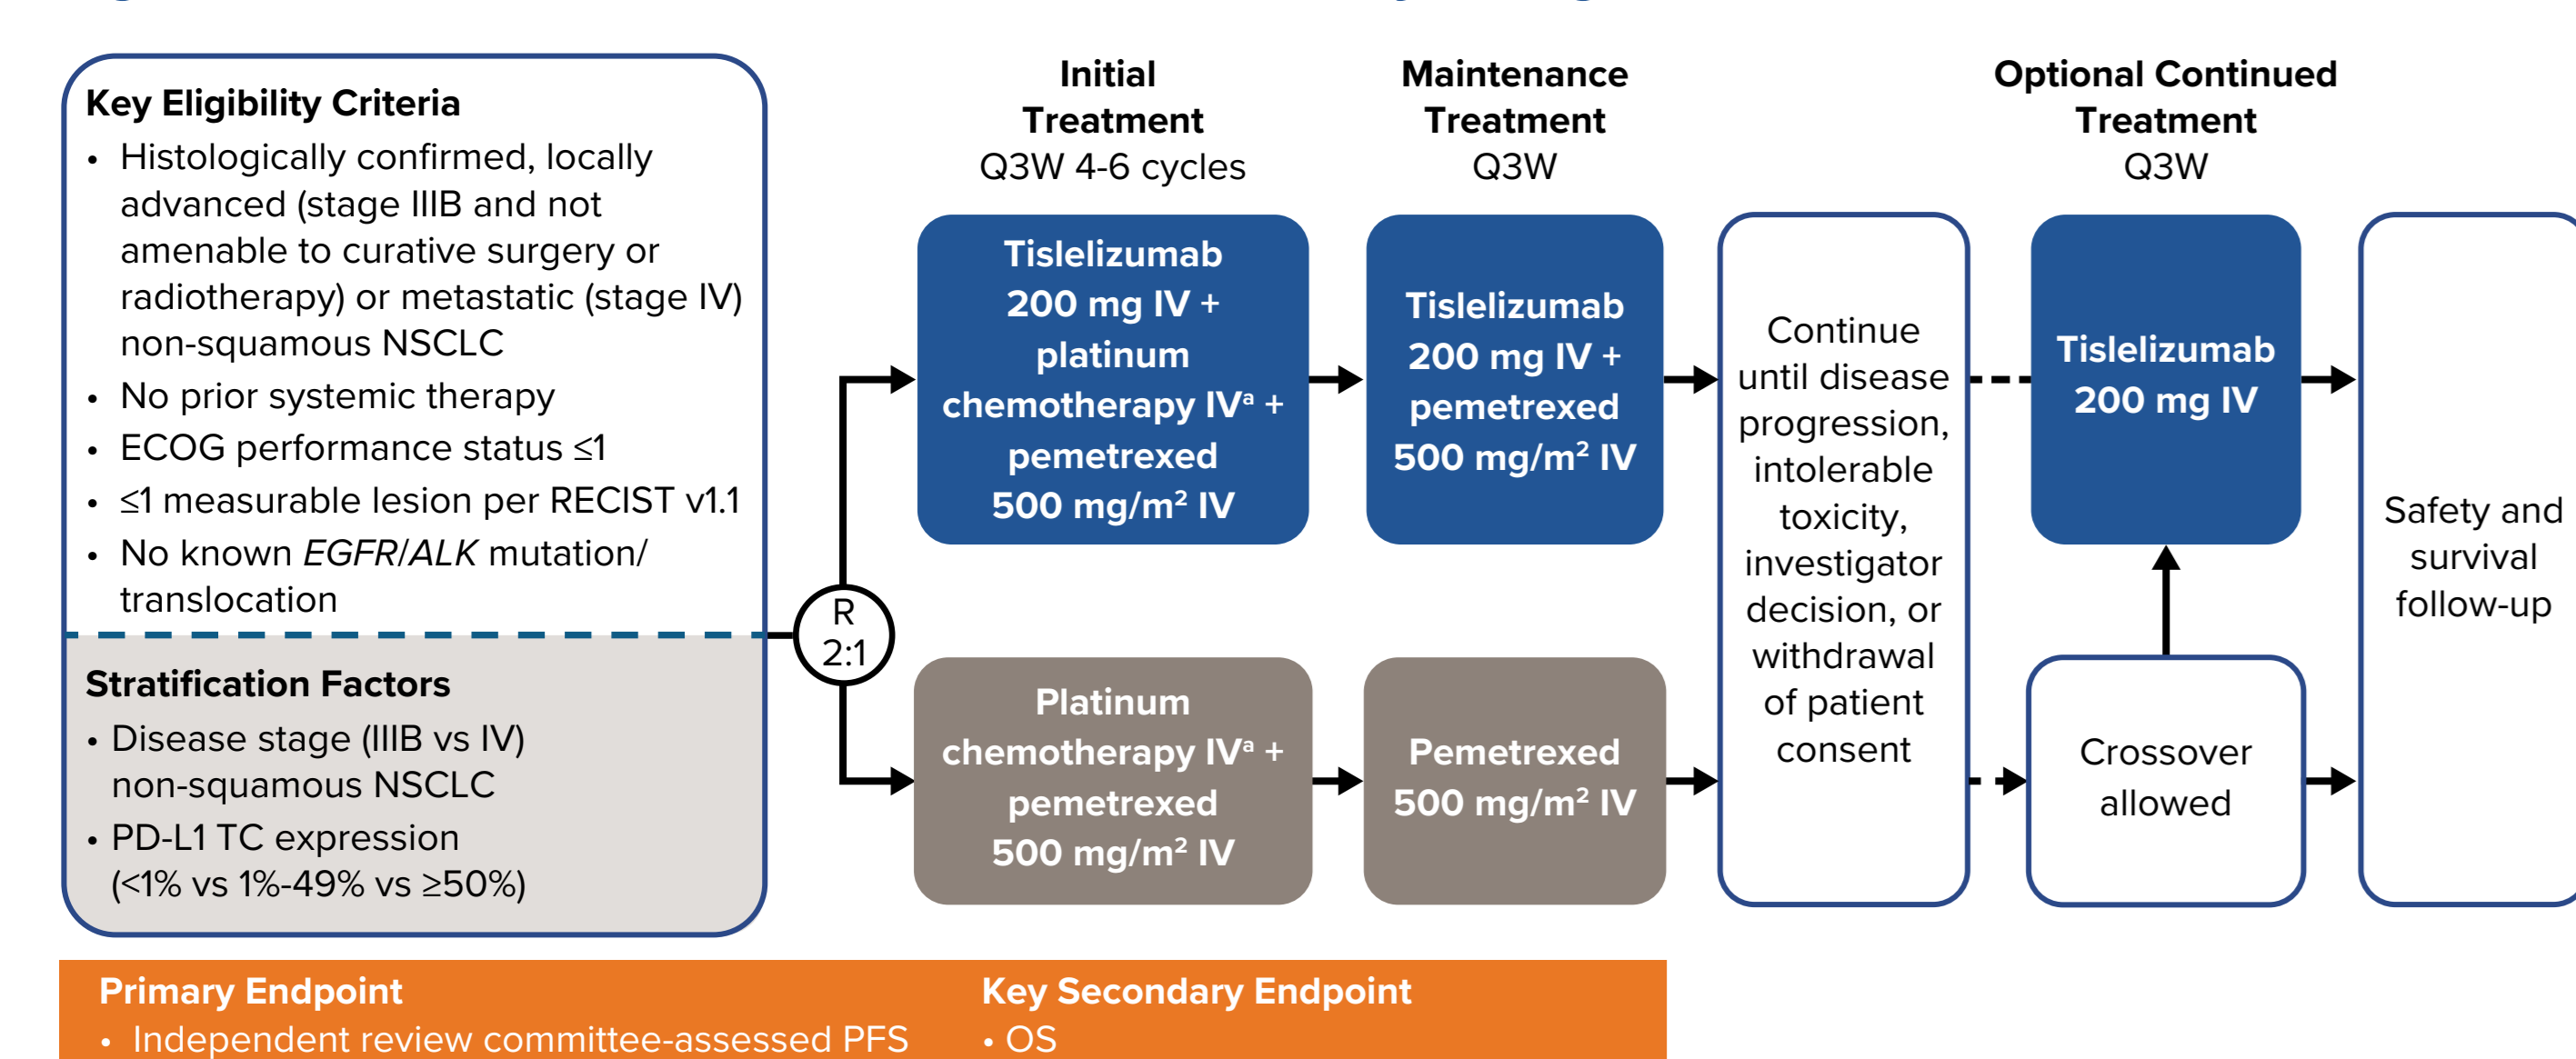 Key Eligibility Criteria
• Histologically confirmed, locally
advanced (stage IIIB and not
amenable to curative surgery or
radiotherapy) or metastatic (stage IV)
non-squamous NSCLC
• No prior systemic therapy
• ECOG performance status ≤1
• ≤1 measurable lesion per RECIST v1.1
• No known EGFR/ALK mutation/
translocation
Stratification Factors
• Disease stage (IIIB vs IV)
non-squamous NSCLC
• PD-L1 TC expression
(<1% vs 1%-49% vs ≥50%)
R
2:1
Initial
Treatment
Q3W 4-6 cycles
Tislelizumab
200 mg IV +
platinum
chemotherapy IVᵃ +
pemetrexed
500 mg/m² IV
Platinum
chemotherapy IVᵃ +
pemetrexed
500 mg/m² IV
Maintenance
Treatment
Q3W
Tislelizumab
200 mg IV +
pemetrexed
500 mg/m² IV
Pemetrexed
500 mg/m² IV
Continue
until disease
progression,
intolerable
toxicity,
investigator
decision, or
withdrawal
of patient
consent
Optional Continued
Treatment
Q3W
Tislelizumab
200 mg IV
Crossover
allowed
Safety and
survival
follow-up
Primary Endpoint
• Independent review committee-assessed PFS
Key Secondary Endpoint
• OS